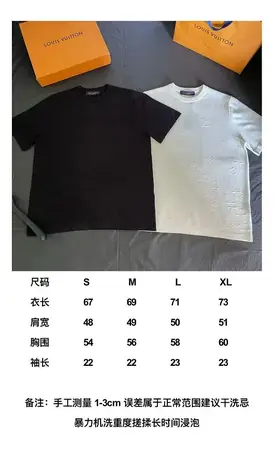 LOUIS VUITTON
LOUIS VUITTON
尺码 S M L XL
衣长 67 69 71 73
肩宽 48 49 50 51
胸围 54 56 58 60
袖长 22 22 23 23
备注：手工测量 1-3cm 误差属于正常范围建议干洗忌
暴力机洗重度搓揉长时间浸泡